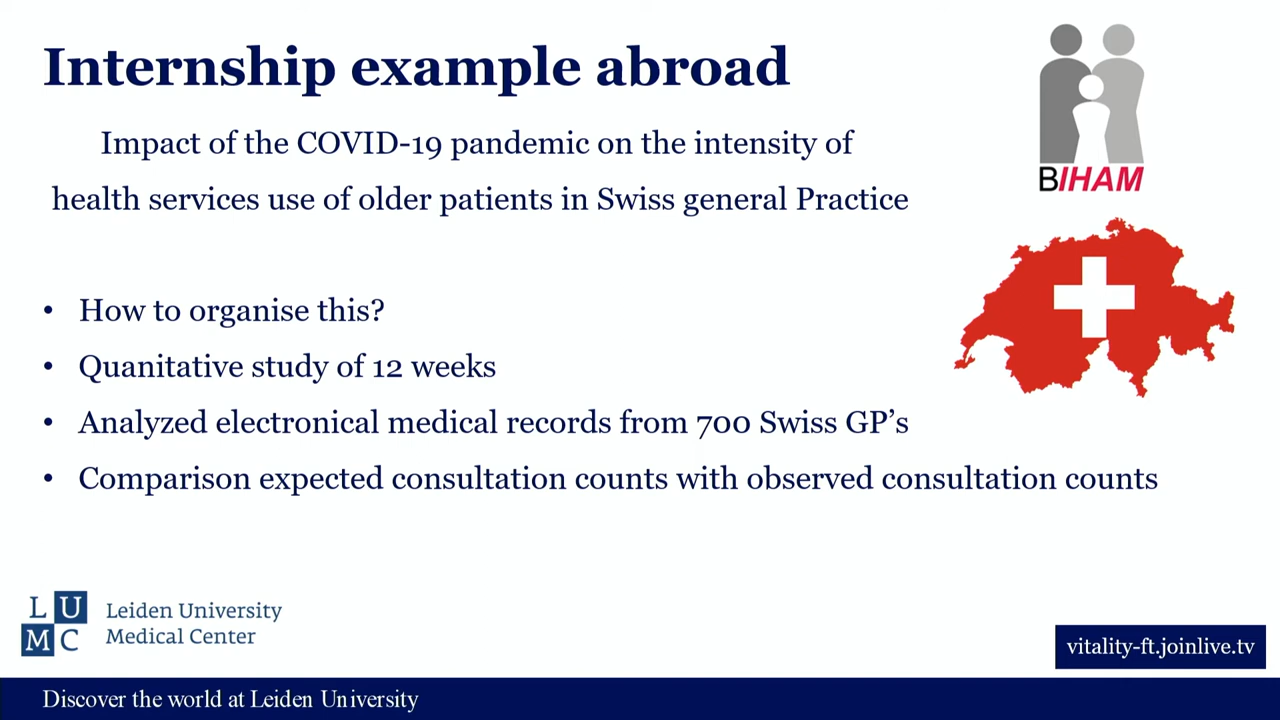 Internship example abroad
Impact of the COVID-19 pandemic on the intensity of
health services use of older patients in Swiss general Practice
• How to organise this?
• Quanitative study of 12 weeks
• Analyzed electronical medical records from 700 Swiss GP’s
• Comparison expected consultation counts with observed consultation counts
BIHAM
L U
M C
Leiden University
Medical Center
vitality-ft.joinlive.tv
Discover the world at Leiden University